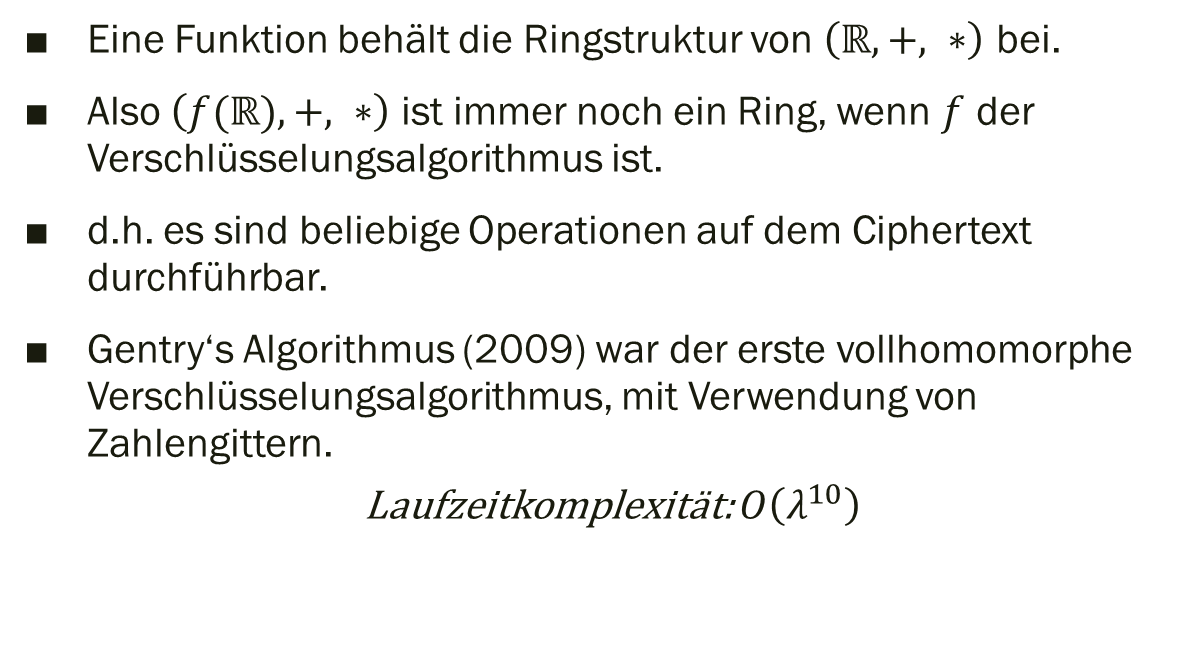 ■ Eine Funktion behält die Ringstruktur von (ℝ, +, ∗) bei.
■ Also (f(ℝ), +, ∗) ist immer noch ein Ring, wenn f der
Verschlüsselungsalgorithmus ist.
■ d.h. es sind beliebige Operationen auf dem Ciphertext
durchführbar.
■ Gentry‘s Algorithmus (2009) war der erste vollhomomorphe
Verschlüsselungsalgorithmus, mit Verwendung von
Zahlengittern.
Laufzeitkomplexität: O(λ¹⁰)